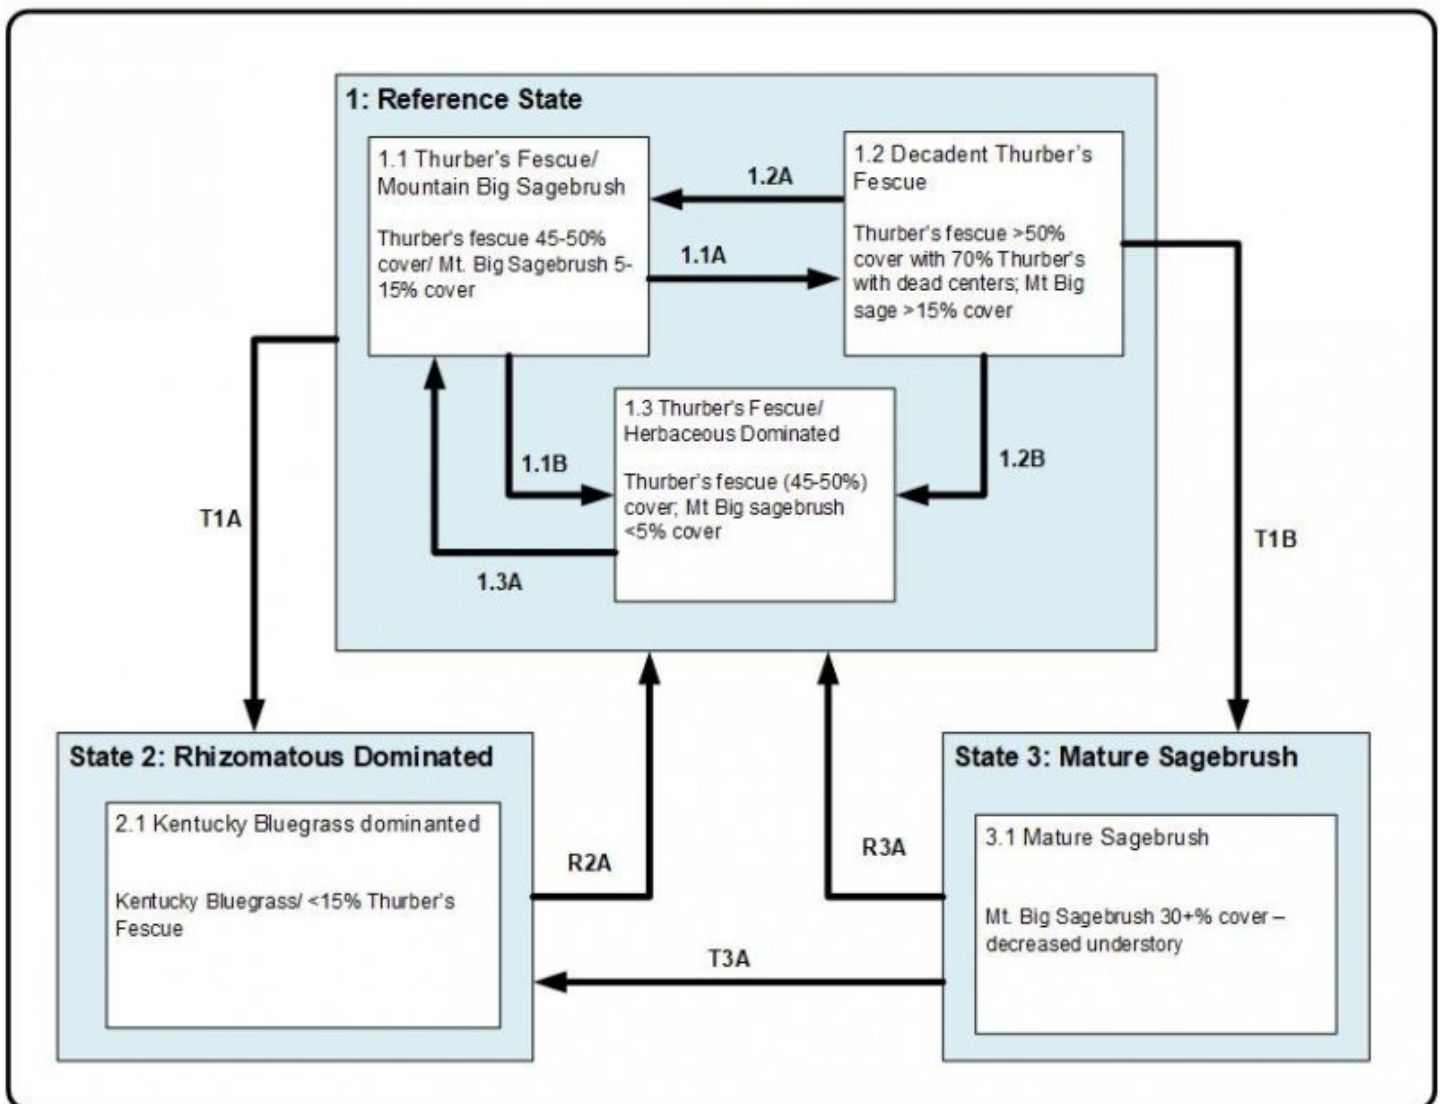 1: Reference State
1.1 Thurber's Fescue/
Mountain Big Sagebrush
Thurber's fescue 45-50%
cover/ Mt. Big Sagebrush 5-
15% cover
1.2A
1.1A
1.2 Decadent Thurber's
Fescue
Thurber's fescue >50%
cover with 70% Thurber's
with dead centers; Mt Big
sage >15% cover
1.3 Thurber's Fescue/
Herbaceous Dominated
Thurber's fescue (45-50%)
cover; Mt Big sagebrush
<5% cover
1.1B
1.2B
1.3A
T1A
T1B
State 2: Rhizomatous Dominated
2.1 Kentucky Bluegrass dominanted
Kentucky Bluegrass/ <15% Thurber's
Fescue
R2A
R3A
T3A
State 3: Mature Sagebrush
3.1 Mature Sagebrush
Mt. Big Sagebrush 30+% cover –
decreased understory